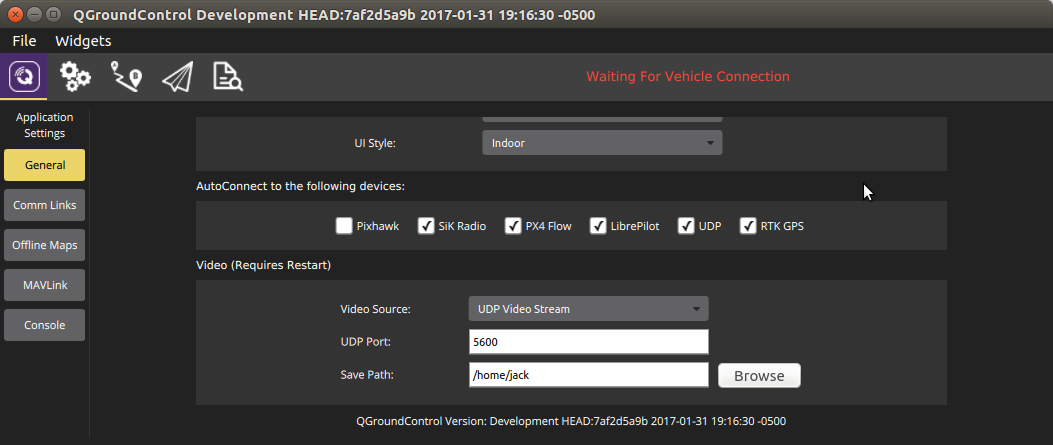 QGroundControl Development HEAD:7af2d5a9b 2017-01-31 19:16:30 -0500
File Widgets
Waiting For Vehicle Connection
Application
Settings
General
Comm Links
Offline Maps
MAVLink
Console
UI Style: Indoor
AutoConnect to the following devices:
Pixhawk SiK Radio PX4 Flow LibrePilot UDP RTK GPS
Video (Requires Restart)
Video Source: UDP Video Stream
UDP Port: 5600
Save Path: /home/jack Browse
QGroundControl Version: Development HEAD:7af2d5a9b 2017-01-31 19:16:30 -0500